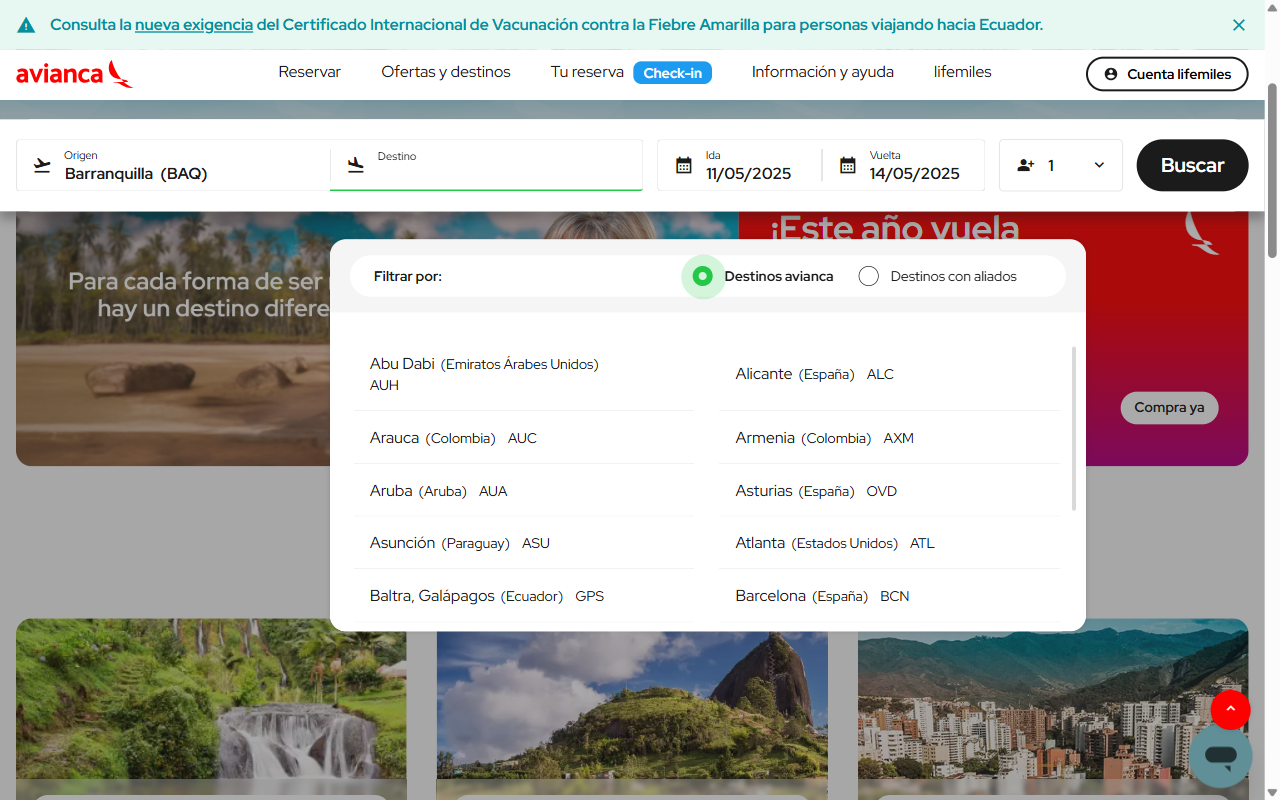 Consulta la nueva exigencia del Certificado Internacional de Vacunación contra la Fiebre Amarilla para personas viajando hacia Ecuador.
avianca
Reservar
Ofertas y destinos
Tu reserva
Check-in
Información y ayuda
lifemiles
Cuenta lifemiles
Origen
Barranquilla (BAQ)
Destino
Ida
11/05/2025
Vuelta
14/05/2025
1
Buscar
Para cada forma de ser
hay un destino difere
¡Este año vuela
Compra ya
Filtrar por:
Destinos avianca
Destinos con aliados
Abu Dabi (Emiratos Árabes Unidos)
AUH
Alicante (España) ALC
Arauca (Colombia) AUC
Armenia (Colombia) AXM
Aruba (Aruba) AUA
Asturias (España) OVD
Asunción (Paraguay) ASU
Atlanta (Estados Unidos) ATL
Baltra, Galápagos (Ecuador) GPS
Barcelona (España) BCN